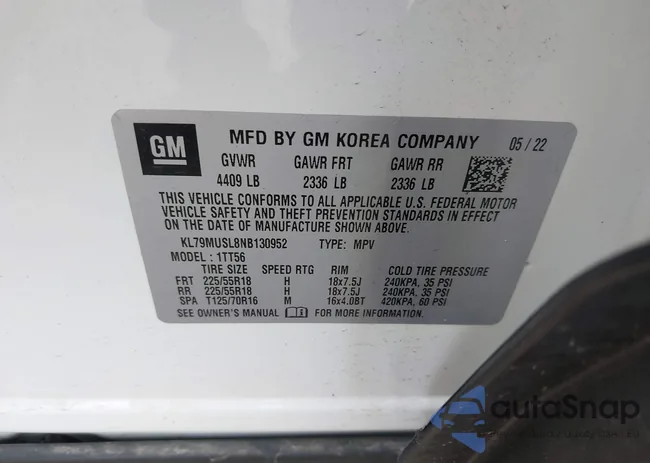 GM
MFD BY GM KOREA COMPANY 05 / 22
GVWR GAWR FRT GAWR RR
4409 LB 2336 LB 2336 LB
THIS VEHICLE CONFORMS TO ALL APPLICABLE U.S. FEDERAL MOTOR
VEHICLE SAFETY AND THEFT PREVENTION STANDARDS IN EFFECT
ON THE DATE OF MANUFACTURE SHOWN ABOVE.
KL79MUSL8NB130952 TYPE: MPV
MODEL : 1TT56
TIRE SIZE SPEED RTG RIM COLD TIRE PRESSURE
FRT 225/55R18 H 18x7.5J 240KPA, 35 PSI
RR 225/55R18 H 18x7.5J 240KPA, 35 PSI
SPA T125/70R16 M 16x4.0BT 420KPA, 60 PSI
SEE OWNER'S MANUAL FOR MORE INFORMATION.
autoSnap